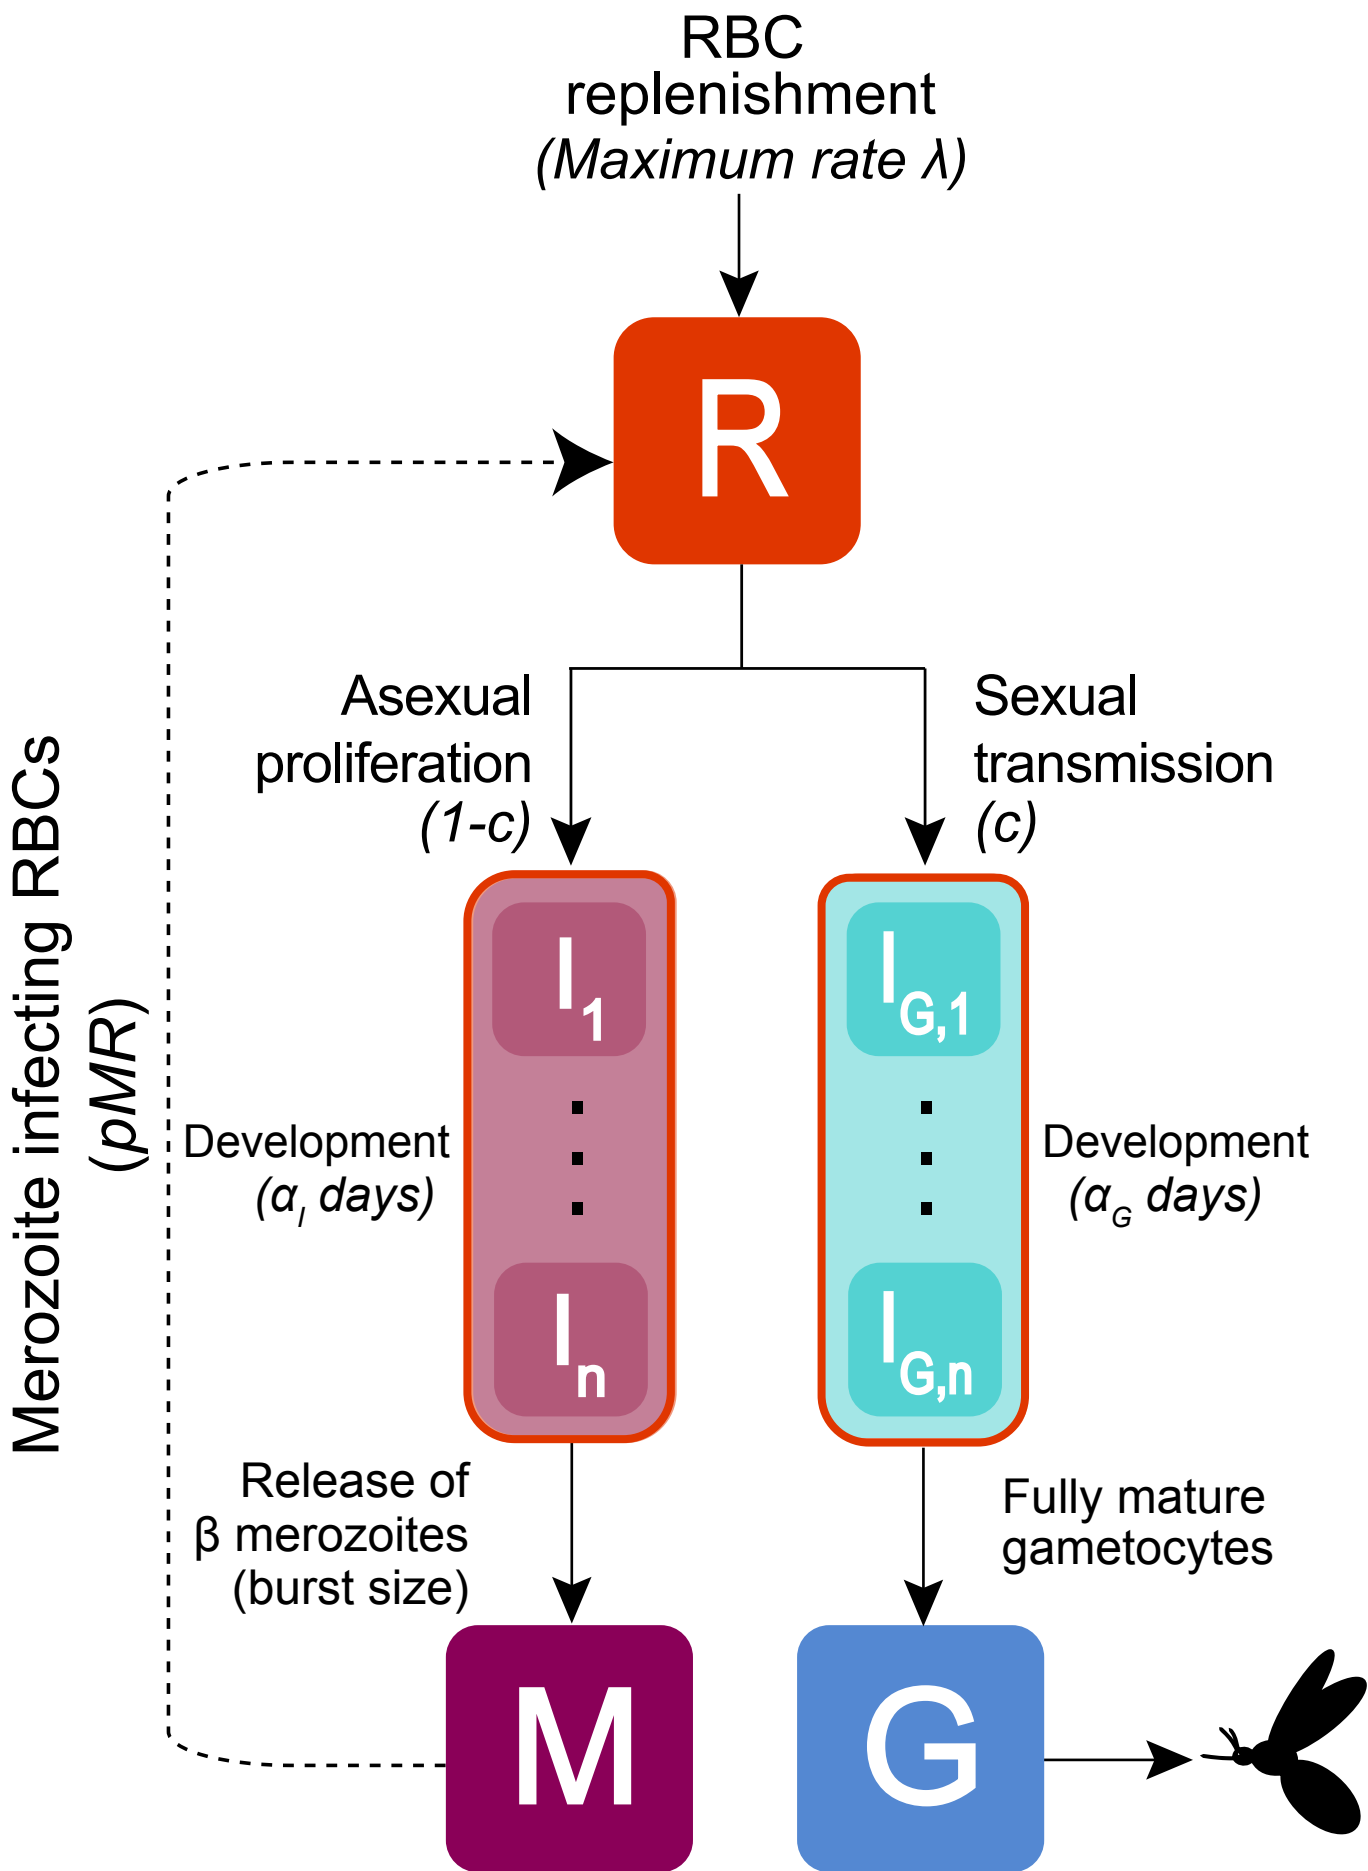 RBC
replenishment
(Maximum rate λ)
R
Asexual
proliferation
(1-c)
Sexual
transmission
(c)
Merozoite infecting RBCs
(pMR)
I1
IG,1
Development
(αI days)
Development
(αG days)
In
IG,n
Release of
β merozoites
(burst size)
Fully mature
gametocytes
M
G